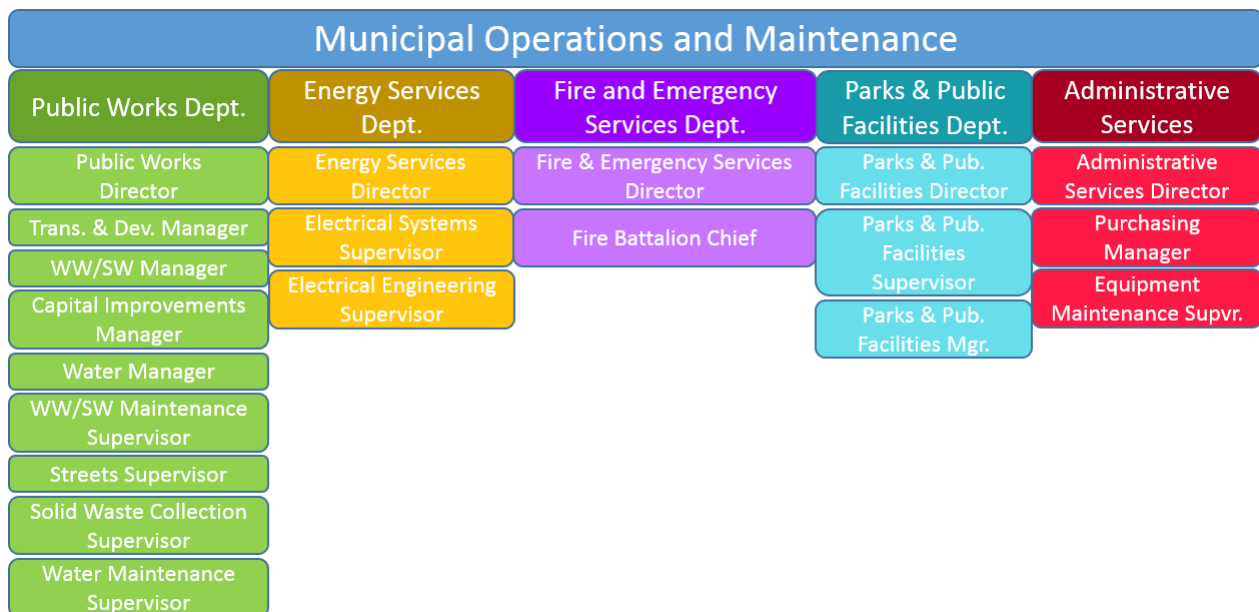 Municipal Operations and Maintenance
Public Works Dept.
Public Works
Director
Trans. & Dev. Manager
WW/SW Manager
Capital Improvements
Manager
Water Manager
WW/SW Maintenance
Supervisor
Streets Supervisor
Solid Waste Collection
Supervisor
Water Maintenance
Supervisor
Energy Services
Dept.
Energy Services
Director
Electrical Systems
Supervisor
Electrical Engineering
Supervisor
Fire and Emergency
Services Dept.
Fire & Emergency Services
Director
Fire Battalion Chief
Parks & Public
Facilities Dept.
Parks & Pub.
Facilities Director
Parks & Pub.
Facilities
Supervisor
Parks & Pub.
Facilities Mgr.
Administrative
Services
Administrative
Services Director
Purchasing
Manager
Equipment
Maintenance Supvr.